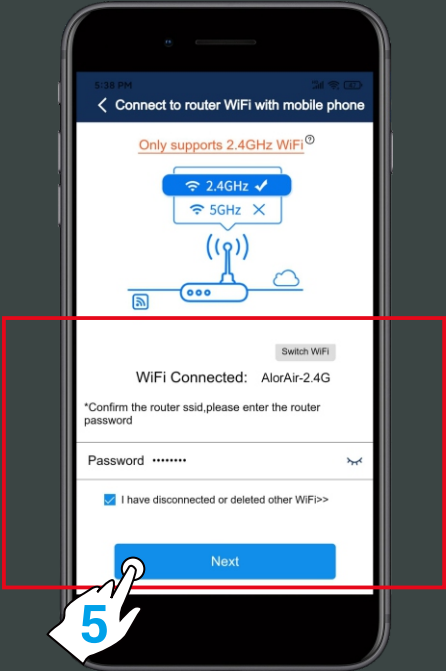 5:38 PM
Connect to router WiFi with mobile phone
Only supports 2.4GHz WiFi ?
2.4GHz
5GHz
Switch WiFi
WiFi Connected: AlorAir-2.4G
*Confirm the router ssid,please enter the router
password
Password ········
I have disconnected or deleted other WiFi>>
Next
5